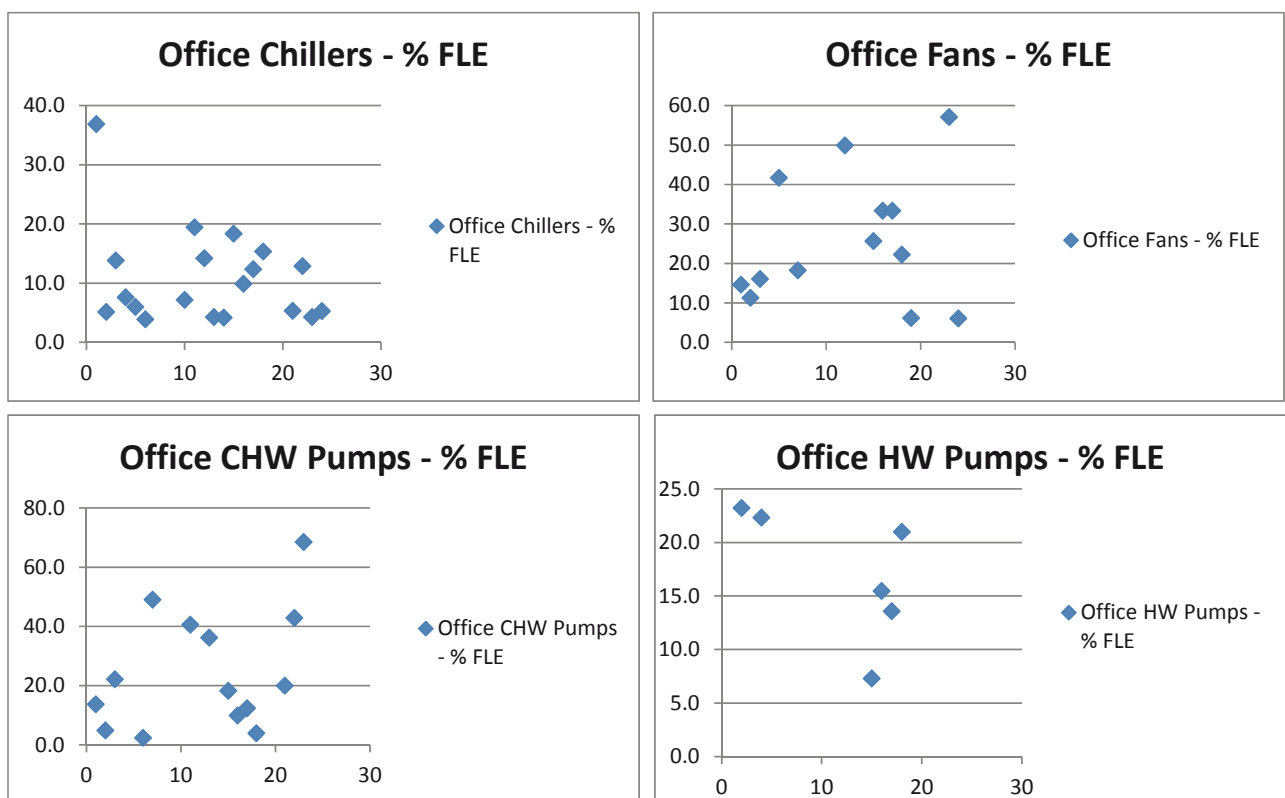 Office Chillers - % FLE
40.0
30.0
20.0
10.0
0.0
0 10 20 30
Office Chillers - %
FLE
Office Fans - % FLE
60.0
50.0
40.0
30.0
20.0
10.0
0.0
0 10 20 30
Office Fans - % FLE
Office CHW Pumps - % FLE
80.0
60.0
40.0
20.0
0.0
0 10 20 30
Office CHW Pumps
- % FLE
Office HW Pumps - % FLE
25.0
20.0
15.0
10.0
5.0
0.0
0 10 20 30
Office HW Pumps -
% FLE